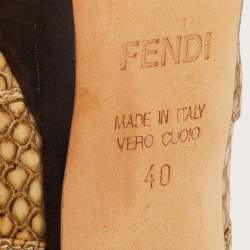 FENDI
MADE IN ITALY
VERO CUOIO
40